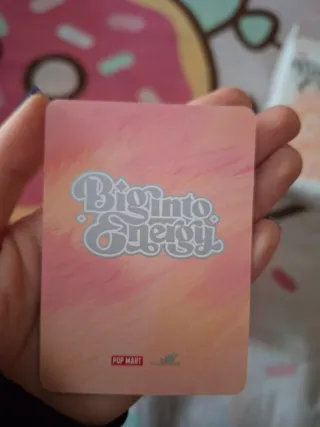 Big into
Energy
POP MART